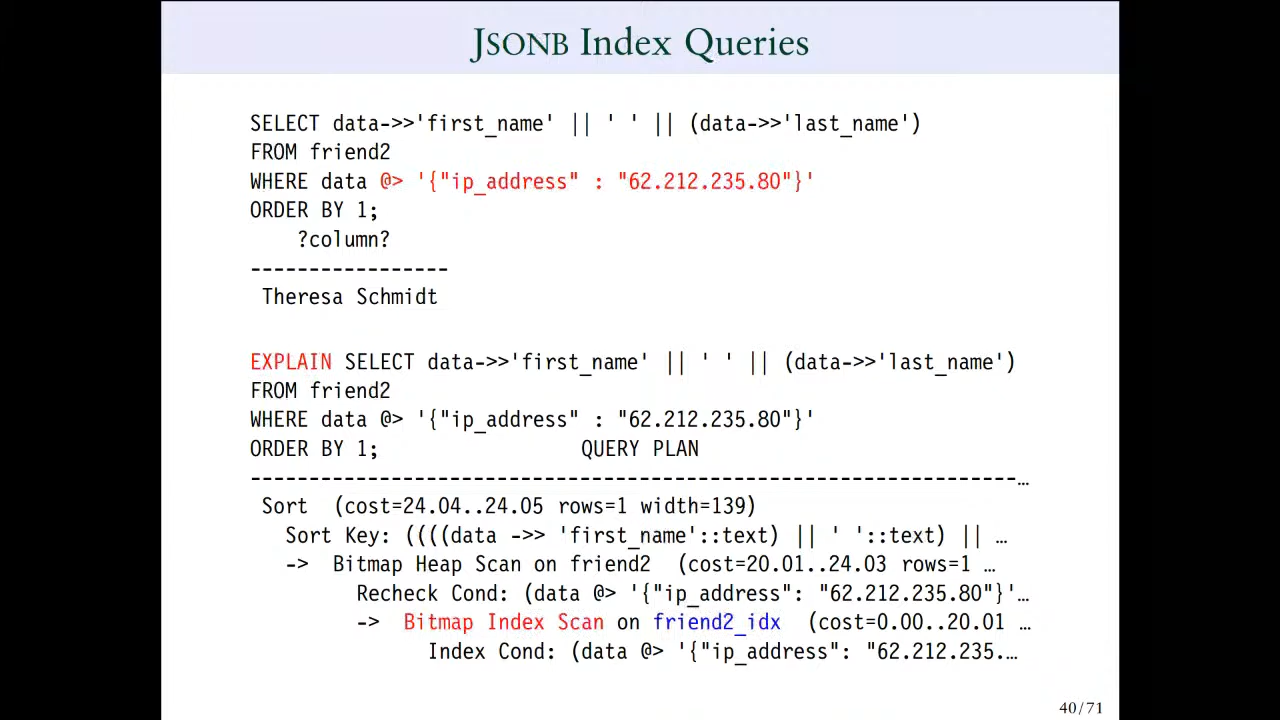 JSONB Index Queries
SELECT data->>'first_name' || ' ' || (data->>'last_name')
FROM friend2
WHERE data @> '{"ip_address" : "62.212.235.80"}'
ORDER BY 1;
?column?
-----------------
Theresa Schmidt
EXPLAIN SELECT data->>'first_name' || ' ' || (data->>'last_name')
FROM friend2
WHERE data @> '{"ip_address" : "62.212.235.80"}'
ORDER BY 1; QUERY PLAN
-----------------------------------------------------------------…
Sort (cost=24.04..24.05 rows=1 width=139)
Sort Key: ((((data ->> 'first_name'::text) || ' '::text) || …
-> Bitmap Heap Scan on friend2 (cost=20.01..24.03 rows=1 …
Recheck Cond: (data @> '{"ip_address": "62.212.235.80"}'…
-> Bitmap Index Scan on friend2_idx (cost=0.00..20.01 …
Index Cond: (data @> '{"ip_address": "62.212.235.…
40/71